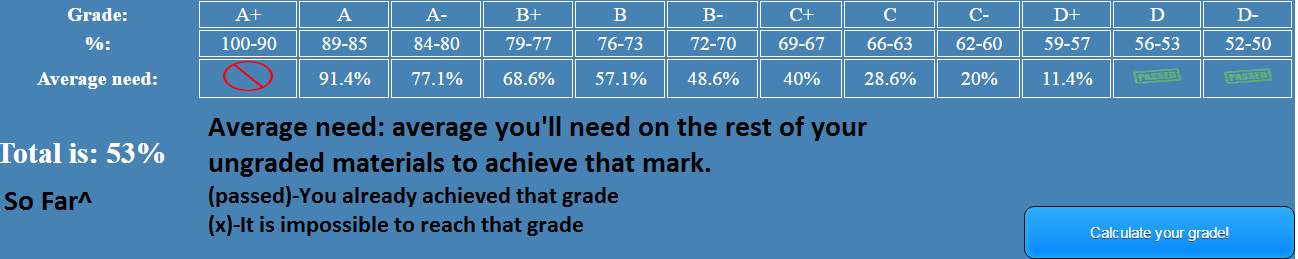 Grade: A+ A A- B+ B B- C+ C C- D+ D D-
%: 100-90 89-85 84-80 79-77 76-73 72-70 69-67 66-63 62-60 59-57 56-53 52-50
Average need: 91.4% 77.1% 68.6% 57.1% 48.6% 40% 28.6% 20% 11.4% PASSED PASSED
Average need: average you'll need on the rest of your
ungraded materials to achieve that mark.
(passed)-You already achieved that grade
(x)-It is impossible to reach that grade
Total is: 53%
So Far^
Calculate your grade!